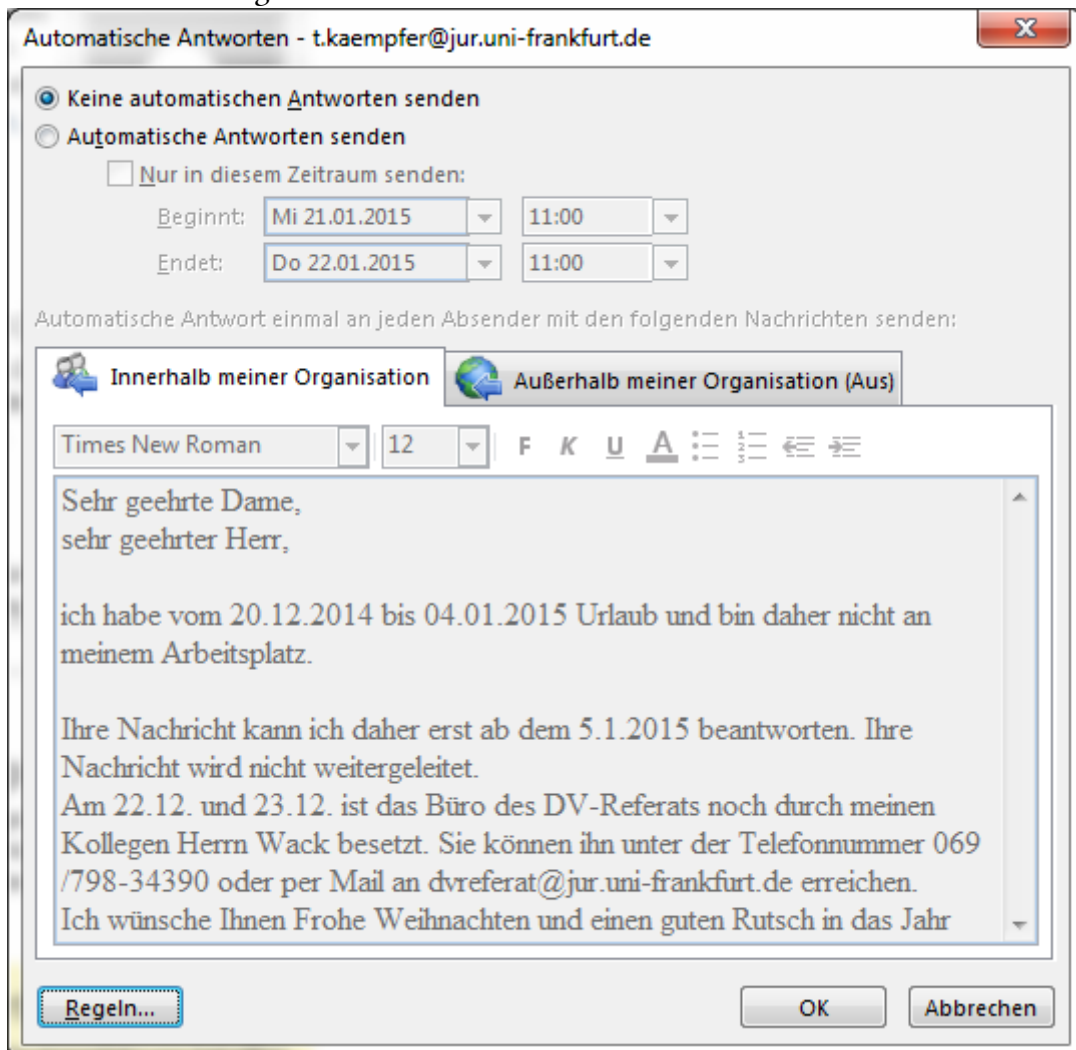 Automatische Antworten - t.kaempfer@jur.uni-frankfurt.de
Keine automatischen Antworten senden
Automatische Antworten senden
Nur in diesem Zeitraum senden:
Beginnt: Mi 21.01.2015 11:00
Endet: Do 22.01.2015 11:00
Automatische Antwort einmal an jeden Absender mit den folgenden Nachrichten senden:
Innerhalb meiner Organisation Außerhalb meiner Organisation (Aus)
Times New Roman 12 F K U A
Sehr geehrte Dame,
sehr geehrter Herr,
ich habe vom 20.12.2014 bis 04.01.2015 Urlaub und bin daher nicht an
meinem Arbeitsplatz.
Ihre Nachricht kann ich daher erst ab dem 5.1.2015 beantworten. Ihre
Nachricht wird nicht weitergeleitet.
Am 22.12. und 23.12. ist das Büro des DV-Referats noch durch meinen
Kollegen Herrn Wack besetzt. Sie können ihn unter der Telefonnummer 069
/798-34390 oder per Mail an dvreferat@jur.uni-frankfurt.de erreichen.
Ich wünsche Ihnen Frohe Weihnachten und einen guten Rutsch in das Jahr
Regeln... OK Abbrechen